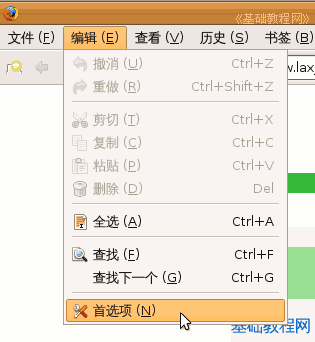 《基础教程网》
文件 (F) 编辑 (E) 查看 (V) 历史 (S) 书签 (B)
撤消 (U) Ctrl+Z
重做 (R) Ctrl+Shift+Z
w.lax
剪切 (T) Ctrl+X
复制 (C) Ctrl+C
粘贴 (P) Ctrl+V
删除 (D) Del
全选 (A) Ctrl+A
查找 (F) Ctrl+F
查找下一个 (G) Ctrl+G
首选项 (N)
基础教程网